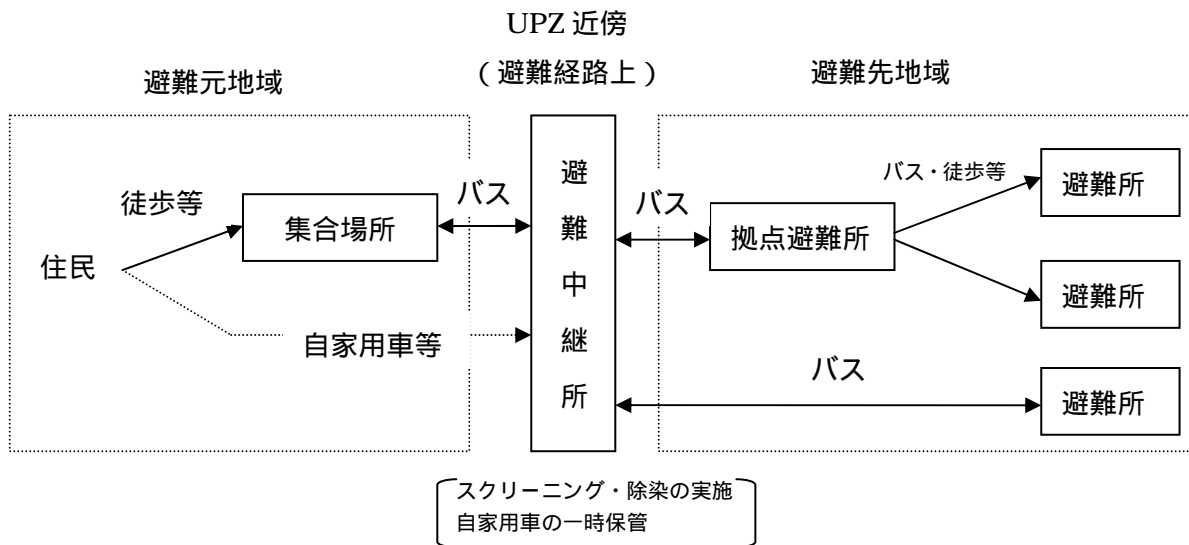 UPZ 近傍
(避難経路上)
避難元地域
避難先地域
住民
徒歩等
集合場所
自家用車等
バス
避難中継所
バス
拠点避難所
バス・徒歩等
避難所
避難所
バス
避難所
スクリーニング・除染の実施
自家用車の一時保管